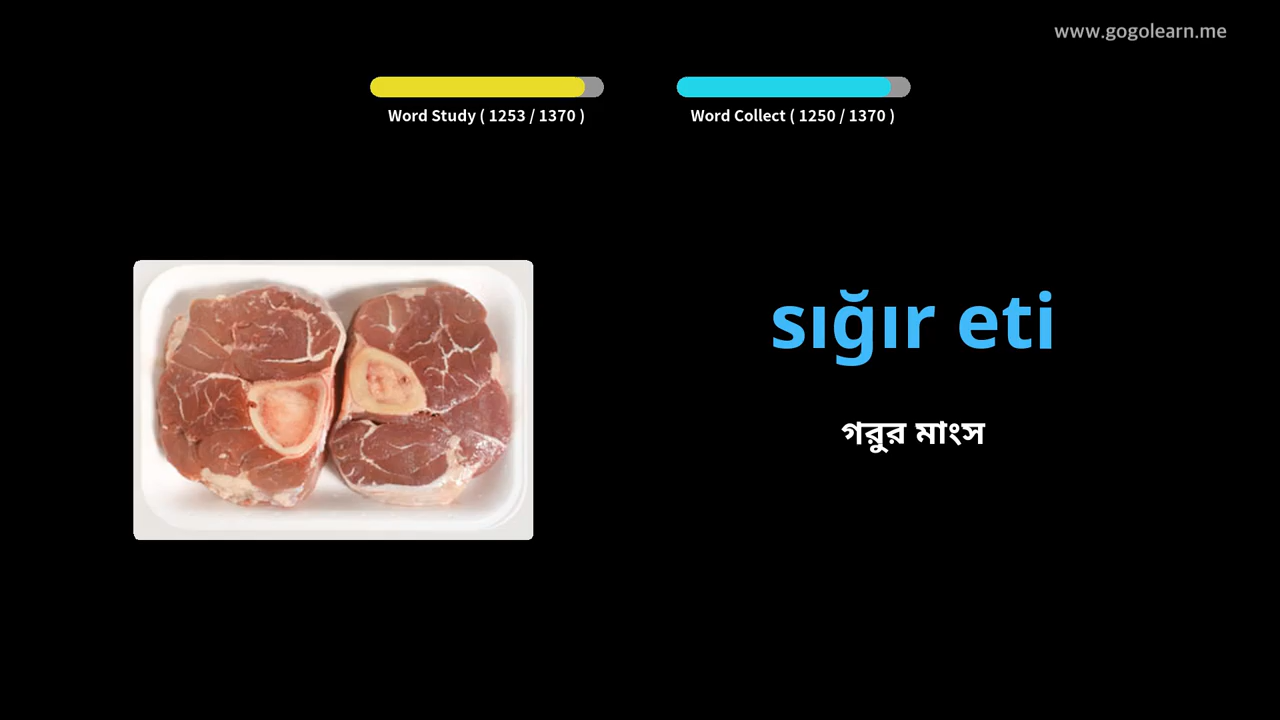 www.gogolearn.me
Word Study ( 1253 / 1370 )
Word Collect ( 1250 / 1370 )
sığır eti
গরুর মাংস